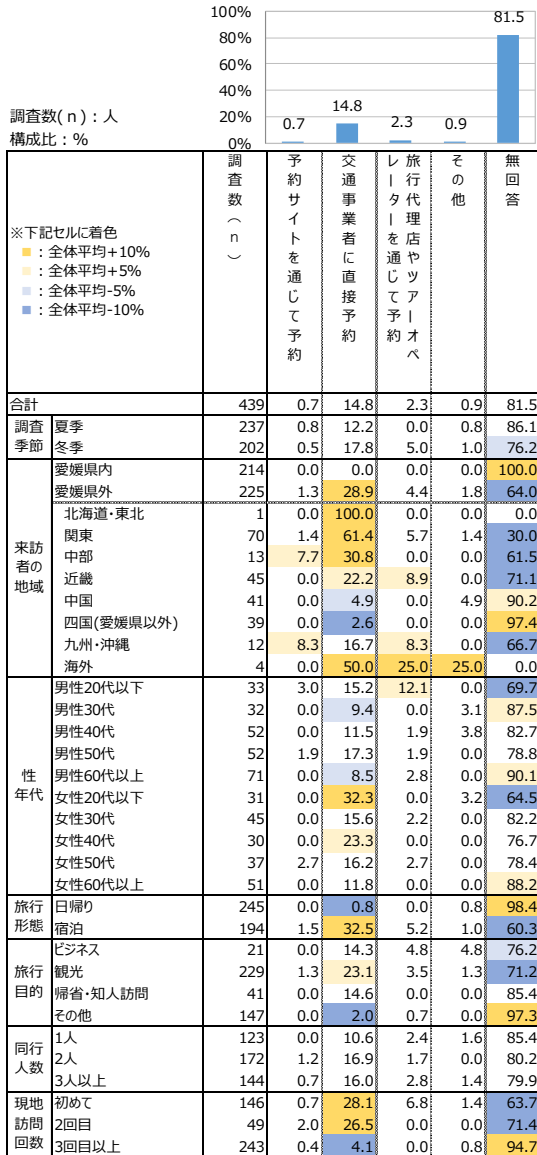 100%
80%
60%
40%
20%
0%
0.7
14.8
2.3
0.9
81.5
調査数(n):人
構成比:%
※下記セルに着色
■:全体平均+10%
■:全体平均+5%
■:全体平均-5%
■:全体平均-10%
調査数(n)
予約サイトを通じて予約
交通事業者に直接予約
旅行代理店やツアーオペ
レーターを通じて予約
その他
無回答
合計 439 0.7 14.8 2.3 0.9 81.5
調査
季節
夏季 237 0.8 12.2 0.0 0.8 86.1
冬季 202 0.5 17.8 5.0 1.0 76.2
来訪
者の
地域
愛媛県内 214 0.0 0.0 0.0 0.0 100.0
愛媛県外 225 1.3 28.9 4.4 1.8 64.0
北海道・東北 1 0.0 100.0 0.0 0.0 0.0
関東 70 1.4 61.4 5.7 1.4 30.0
中部 13 7.7 30.8 0.0 0.0 61.5
近畿 45 0.0 22.2 8.9 0.0 71.1
中国 41 0.0 4.9 0.0 4.9 90.2
四国(愛媛県以外) 39 0.0 2.6 0.0 0.0 97.4
九州・沖縄 12 8.3 16.7 8.3 0.0 66.7
海外 4 0.0 50.0 25.0 25.0 0.0
性
年代
男性20代以下 33 3.0 15.2 12.1 0.0 69.7
男性30代 32 0.0 9.4 0.0 3.1 87.5
男性40代 52 0.0 11.5 1.9 3.8 82.7
男性50代 52 1.9 17.3 1.9 0.0 78.8
男性60代以上 71 0.0 8.5 2.8 0.0 90.1
女性20代以下 31 0.0 32.3 0.0 3.2 64.5
女性30代 45 0.0 15.6 2.2 0.0 82.2
女性40代 30 0.0 23.3 0.0 0.0 76.7
女性50代 37 2.7 16.2 2.7 0.0 78.4
女性60代以上 51 0.0 11.8 0.0 0.0 88.2
旅行
形態
日帰り 245 0.0 0.8 0.0 0.8 98.4
宿泊 194 1.5 32.5 5.2 1.0 60.3
旅行
目的
ビジネス 21 0.0 14.3 4.8 4.8 76.2
観光 229 1.3 23.1 3.5 1.3 71.2
帰省・知人訪問 41 0.0 14.6 0.0 0.0 85.4
その他 147 0.0 2.0 0.7 0.0 97.3
同行
人数
1人 123 0.0 10.6 2.4 1.6 85.4
2人 172 1.2 16.9 1.7 0.0 80.2
3人以上 144 0.7 16.0 2.8 1.4 79.9
現地
訪問
回数
初めて 146 0.7 28.1 6.8 1.4 63.7
2回目 49 2.0 26.5 0.0 0.0 71.4
3回目以上 243 0.4 4.1 0.0 0.8 94.7